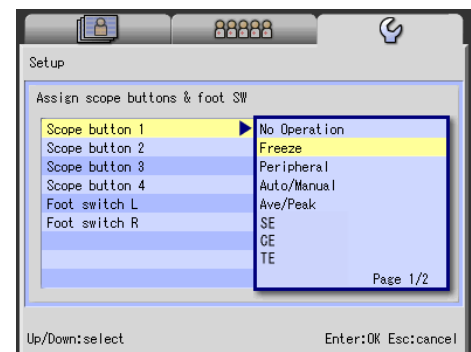 Setup
Assign scope buttons & foot SW
Scope button 1
Scope button 2
Scope button 3
Scope button 4
Foot switch L
Foot switch R
No Operation
Freeze
Peripheral
Auto/Manual
Ave/Peak
SE
CE
TE
Page 1/2
Up/Down:select
Enter:OK Esc:cancel